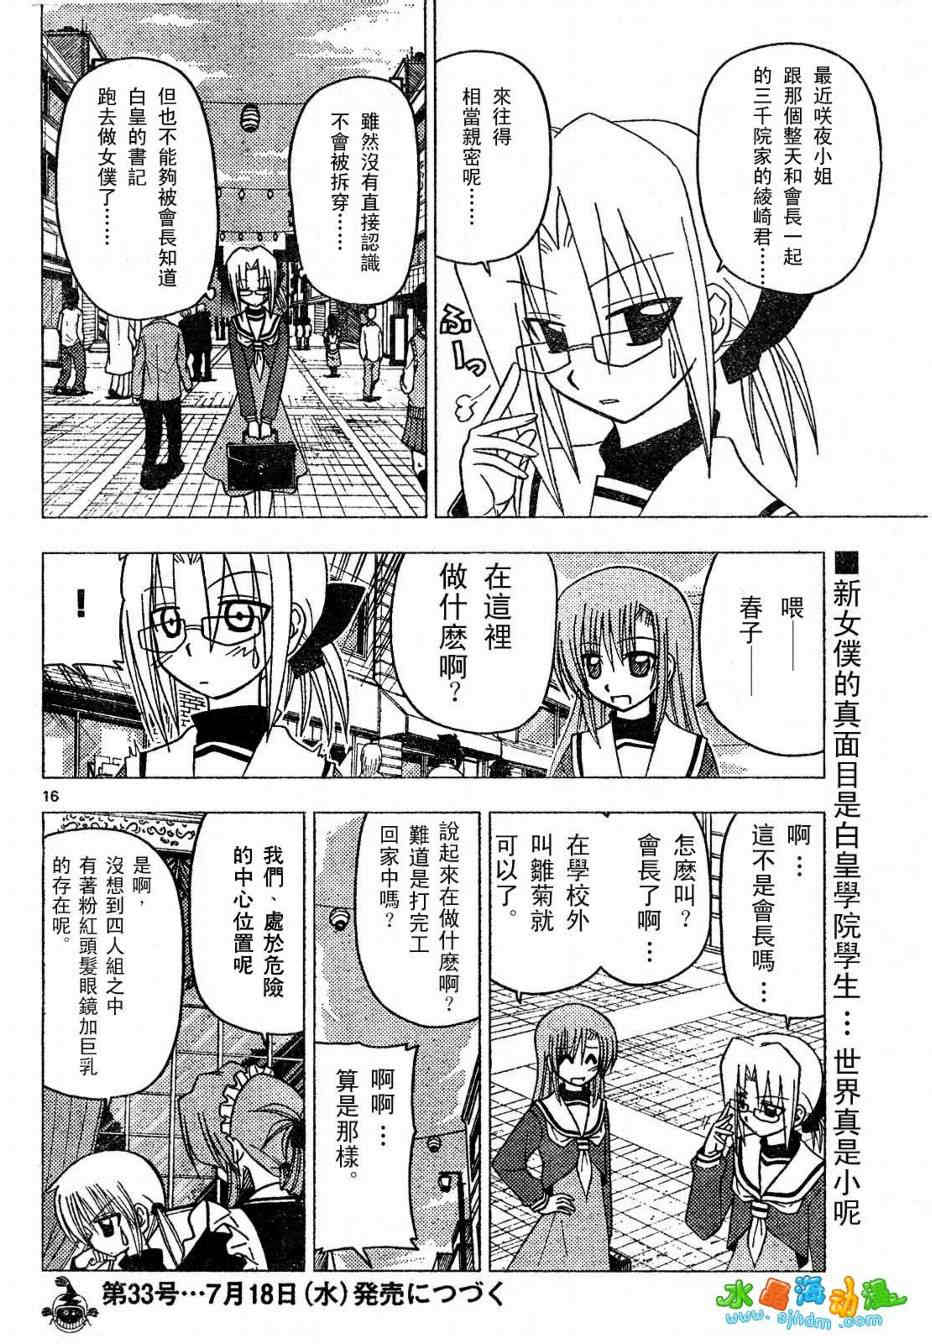 最近咲夜小姐
跟那個整天和會長一起
的三千院家的綾崎君……
來往得
相當親密呢……
ふーっ
雖然沒有直接認識
不會被拆穿……
但也不能夠被會長知道
白皇的書記
跑去做女僕了……
喂——
春子——
在這裡
做什麽啊？
！
■新女僕的真面目是白皇學院學生…世界真是小呢
16
啊…
這不是會長嗎…
怎麽叫？
會長了啊…
在學校外
叫雛菊就
可以了。
說起來在做什麽啊？
難道是打完工
回家中嗎？
啊啊…
算是那樣。
我們、處於危險
的中心位置呢
是啊，
沒想到四人組之中
有著粉紅頭髮眼鏡加巨乳
的存在呢。
第33号…7月18日(水)発売につづく
水晶海动漫
www.sjhdm.com